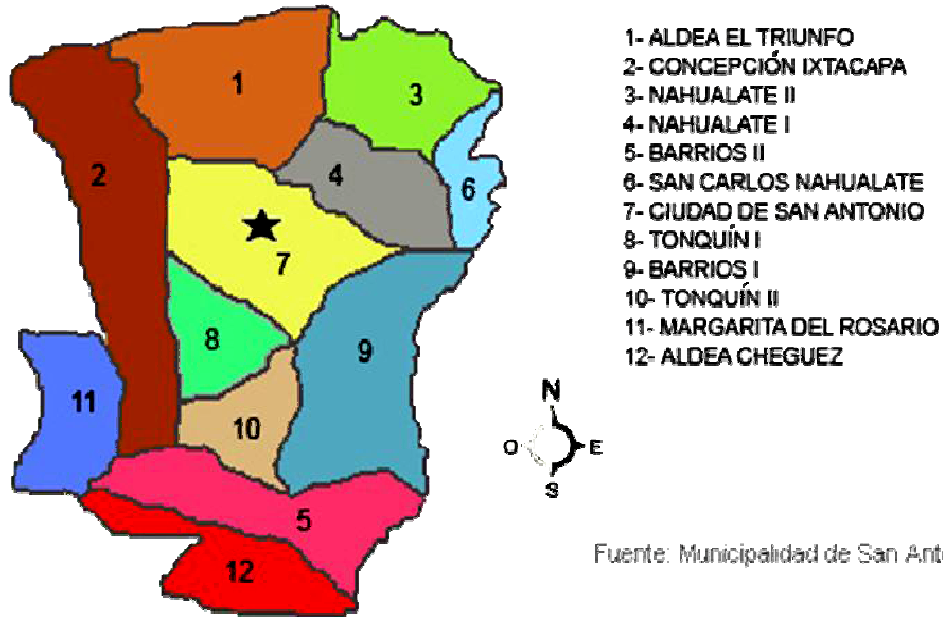 1
3
2
4
6
7
8
9
11
10
5
12
1- ALDEA EL TRIUNFO
2- CONCEPCIÓN IXTACAPA
3- NAHUALATE II
4- NAHUALATE I
5- BARRIOS II
6- SAN CARLOS NAHUALATE
7- CIUDAD DE SAN ANTONIO
8- TONQUÍN I
9- BARRIOS I
10- TONQUÍN II
11- MARGARITA DEL ROSARIO
12- ALDEA CHEGUEZ
N
O E
S
Fuente: Municipalidad de San Ant